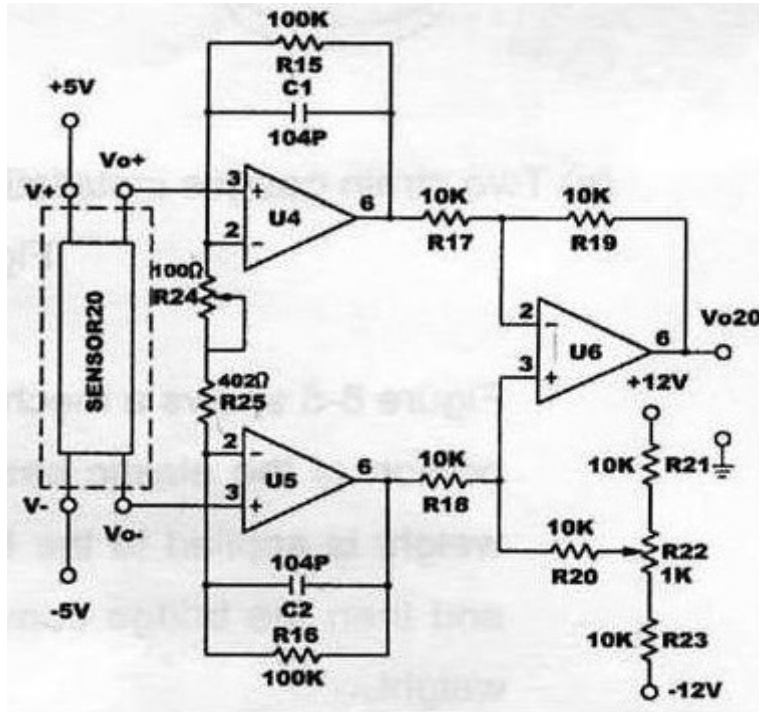 100K
R15
C1
104P
+5V
V+
Vo+
3
+
2
−
U4
6
10K
R17
10K
R19
100Ω
R24
SENSOR20
402Ω
R25
2
−
3
+
U6
6
Vo20
+12V
2
−
3
+
U5
6
10K
R18
10K
R21
V-
Vo-
10K
R20
R22
1K
-5V
104P
C2
R16
100K
10K
R23
-12V
weight